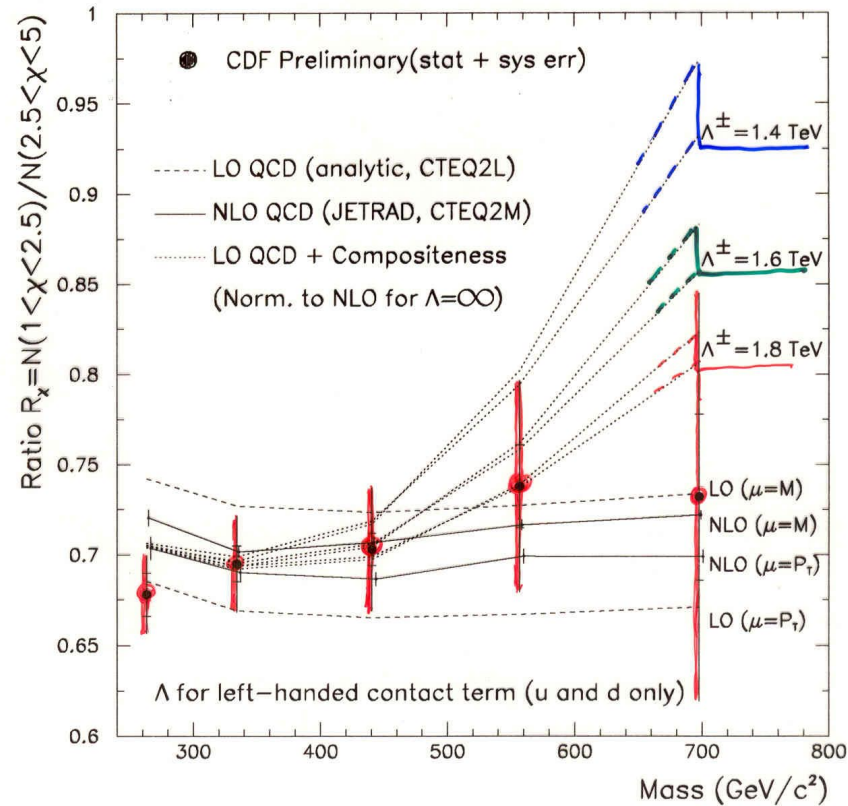 Ratio Rχ=N(1<χ<2.5)/N(2.5<χ<5)
1
0.95
0.9
0.85
0.8
0.75
0.7
0.65
0.6
CDF Preliminary(stat + sys err)
LO QCD (analytic, CTEQ2L)
NLO QCD (JETRAD, CTEQ2M)
LO QCD + Compositeness
(Norm. to NLO for Λ=∞)
Λ±=1.4 TeV
Λ±=1.6 TeV
Λ±=1.8 TeV
LO (μ=M)
NLO (μ=M)
NLO (μ=PT)
LO (μ=PT)
Λ for left-handed contact term (u and d only)
300 400 500 600 700 800
Mass (GeV/c²)